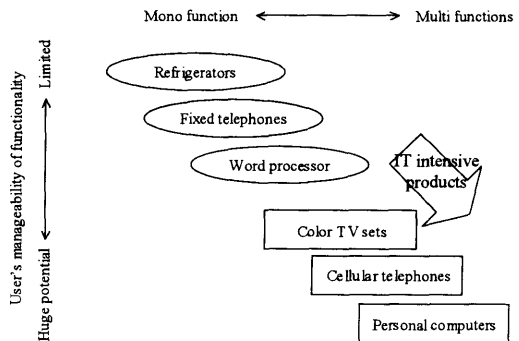 Mono function
Multi functions
User's manageability of functionality
Limited
Huge potential
Refrigerators
Fixed telephones
Word processor
IT intensive
products
Color TV sets
Cellular telephones
Personal computers